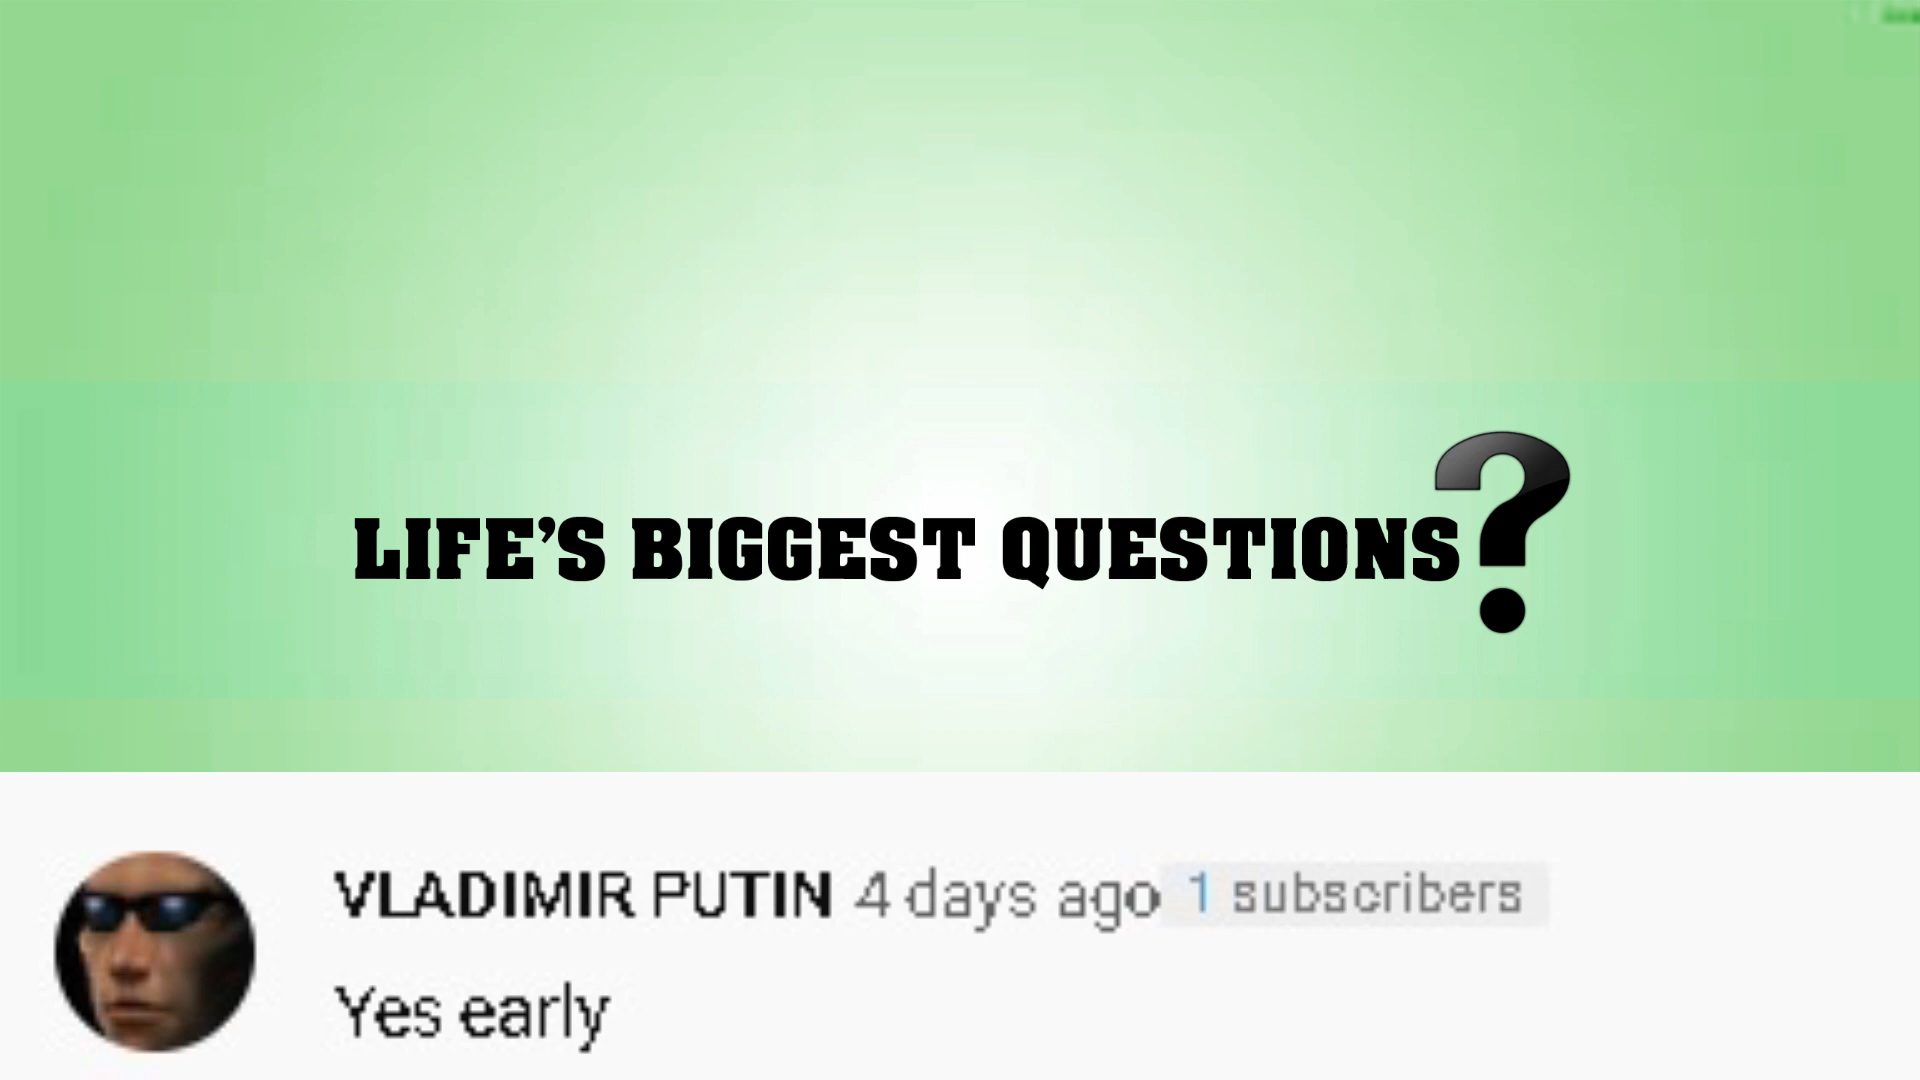 LIFE'S BIGGEST QUESTIONS?
VLADIMIR PUTIN 4 days ago 1 subscribers
Yes early